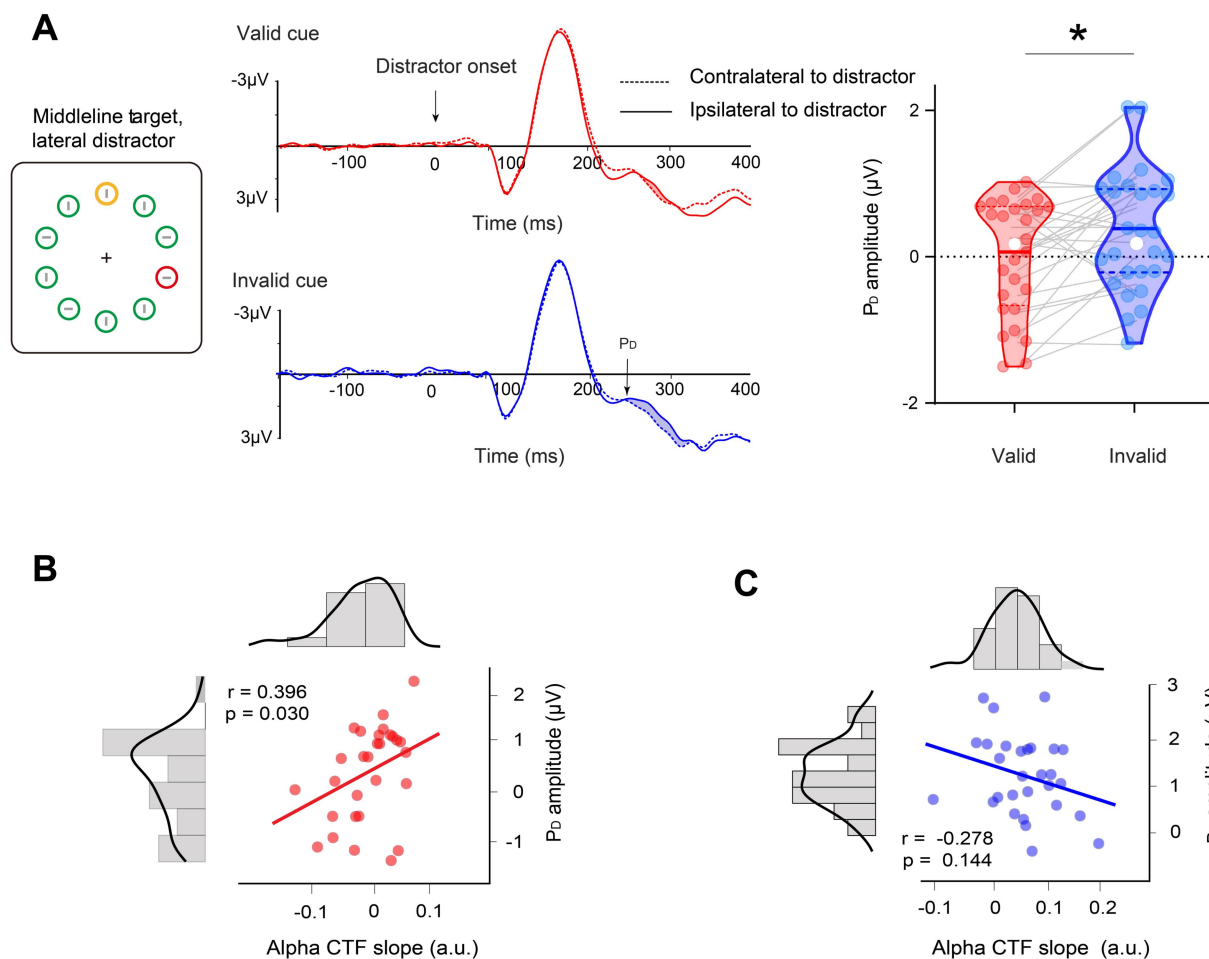 A
Middleline target,
lateral distractor
Valid cue
-3µV
3µV
Distractor onset
-100
0
100
200
300
400
Time (ms)
Contralateral to distractor
Ipsilateral to distractor
Invalid cue
-3µV
3µV
PD
-100
0
100
200
300
400
Time (ms)
*
PD amplitude (µV)
2
0
-2
Valid
Invalid
B
r = 0.396
p = 0.030
2
1
0
-1
PD amplitude (µV)
-0.1
0
0.1
Alpha CTF slope (a.u.)
C
r = -0.278
p = 0.144
3
2
1
0
-0.1
0
0.1
0.2
Alpha CTF slope (a.u.)